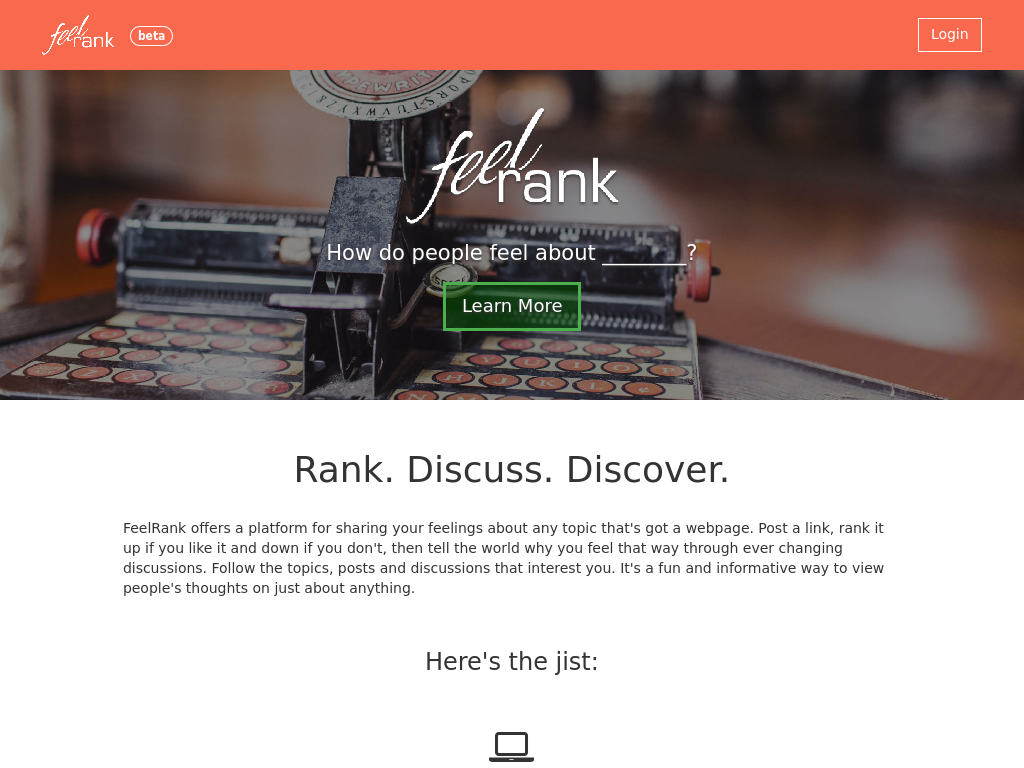 feelrank beta
Login
TYPEWRITER
feelrank
How do people feel about ________?
Learn More
Rank. Discuss. Discover.
FeelRank offers a platform for sharing your feelings about any topic that's got a webpage. Post a link, rank it
up if you like it and down if you don't, then tell the world why you feel that way through ever changing
discussions. Follow the topics, posts and discussions that interest you. It's a fun and informative way to view
people's thoughts on just about anything.
Here's the jist: